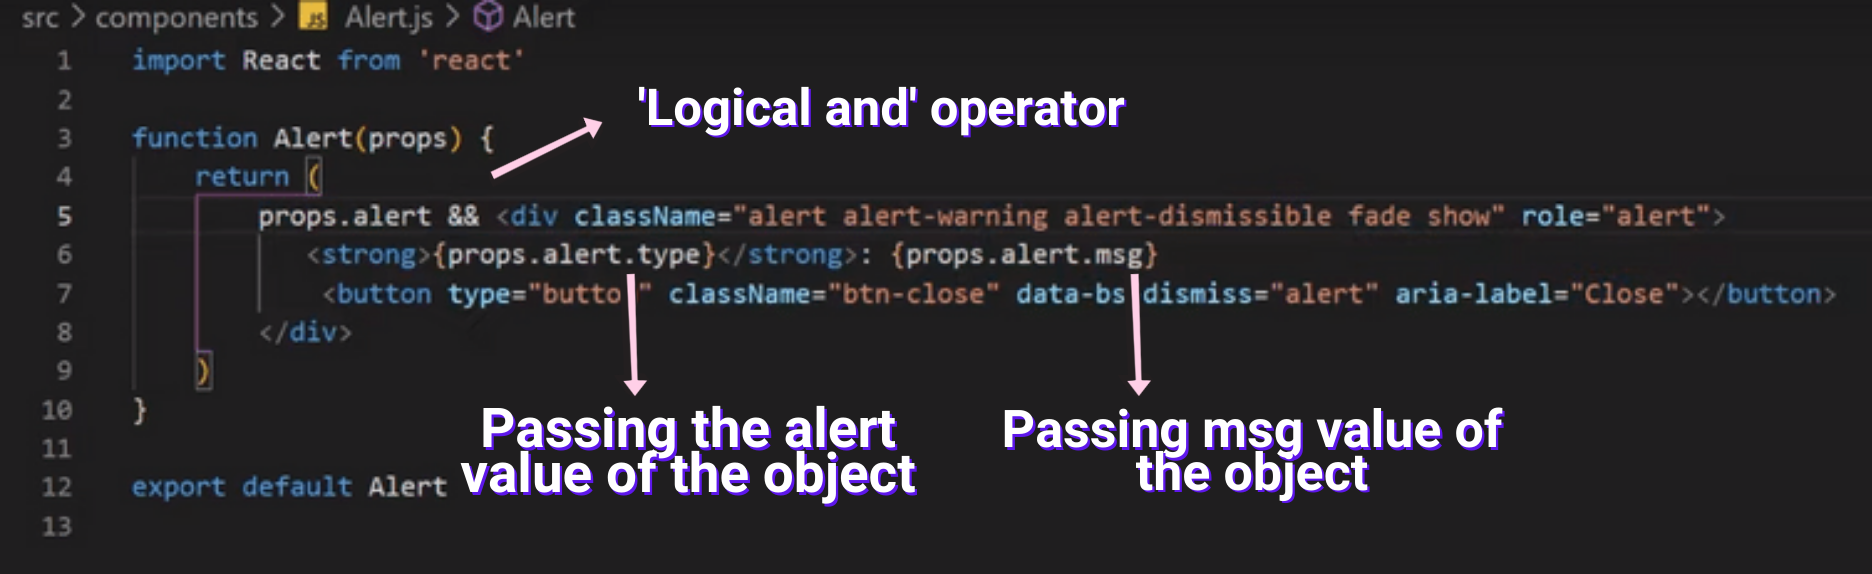 src > components > JS Alert.js > Alert
1 import React from 'react'
2
'Logical and' operator
3 function Alert(props) {
4 return (
5 props.alert && <div className="alert alert-warning alert-dismissible fade show" role="alert">
6 <strong>{props.alert.type}</strong>: {props.alert.msg}
7 <button type="butto " className="btn-close" data-bs dismiss="alert" aria-label="Close"></button>
8 </div>
9 )
10 }
Passing the alert
value of the object
Passing msg value of
the object
11
12 export default Alert
13